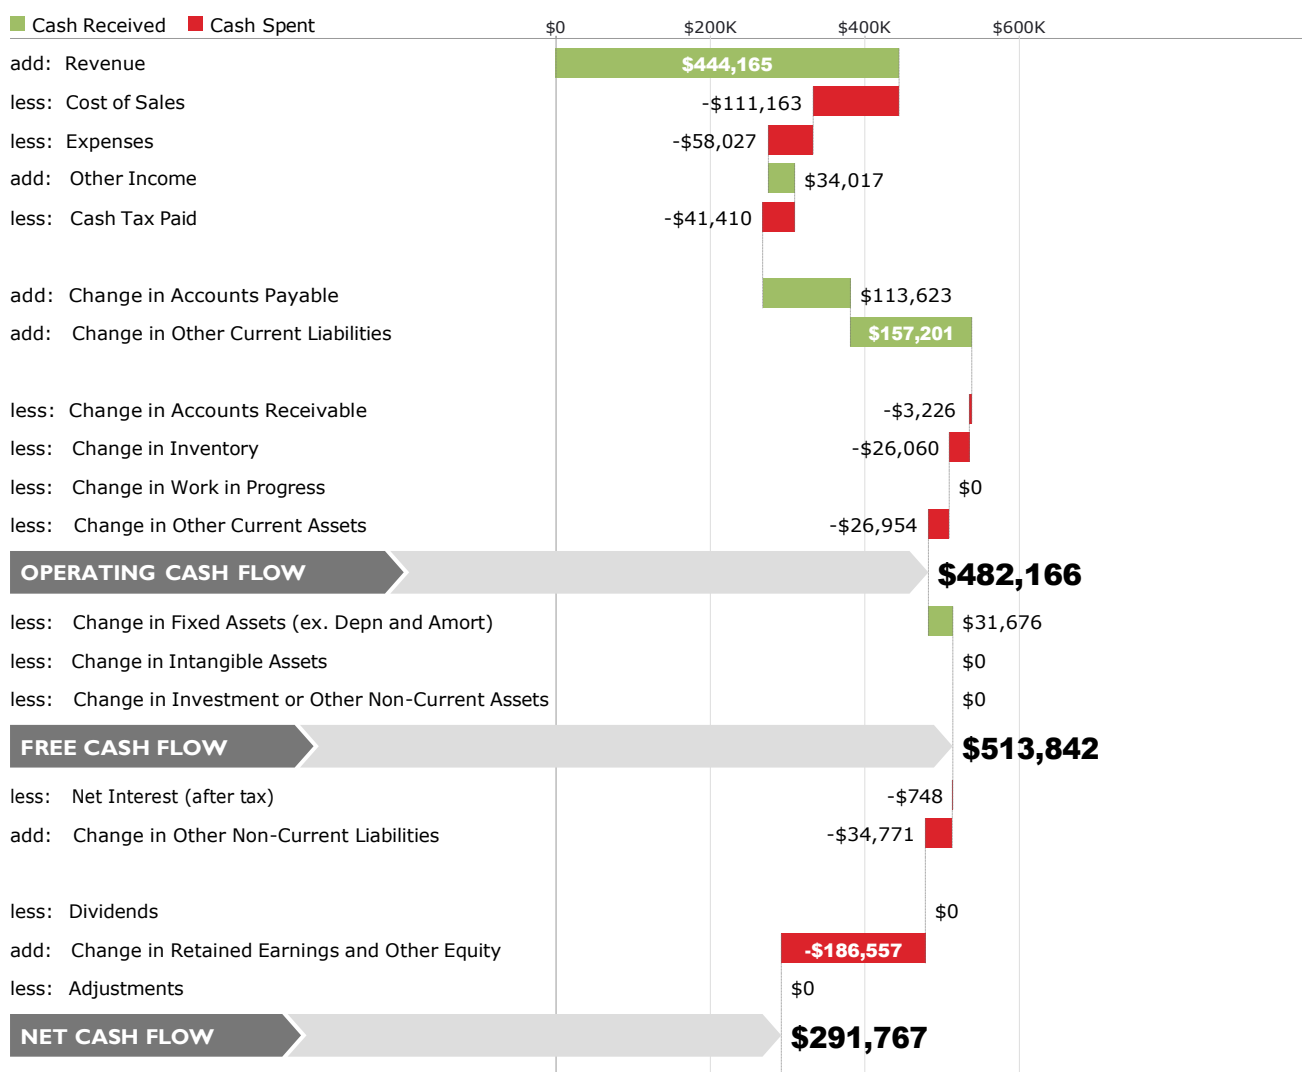 Cash Received Cash Spent $0 $200K $400K $600K
add: Revenue $444,165
less: Cost of Sales -$111,163
less: Expenses -$58,027
add: Other Income $34,017
less: Cash Tax Paid -$41,410
add: Change in Accounts Payable $113,623
add: Change in Other Current Liabilities $157,201
less: Change in Accounts Receivable -$3,226
less: Change in Inventory -$26,060
less: Change in Work in Progress $0
less: Change in Other Current Assets -$26,954
OPERATING CASH FLOW $482,166
less: Change in Fixed Assets (ex. Depn and Amort) $31,676
less: Change in Intangible Assets $0
less: Change in Investment or Other Non-Current Assets $0
FREE CASH FLOW $513,842
less: Net Interest (after tax) -$748
add: Change in Other Non-Current Liabilities -$34,771
less: Dividends $0
add: Change in Retained Earnings and Other Equity -$186,557
less: Adjustments $0
NET CASH FLOW $291,767